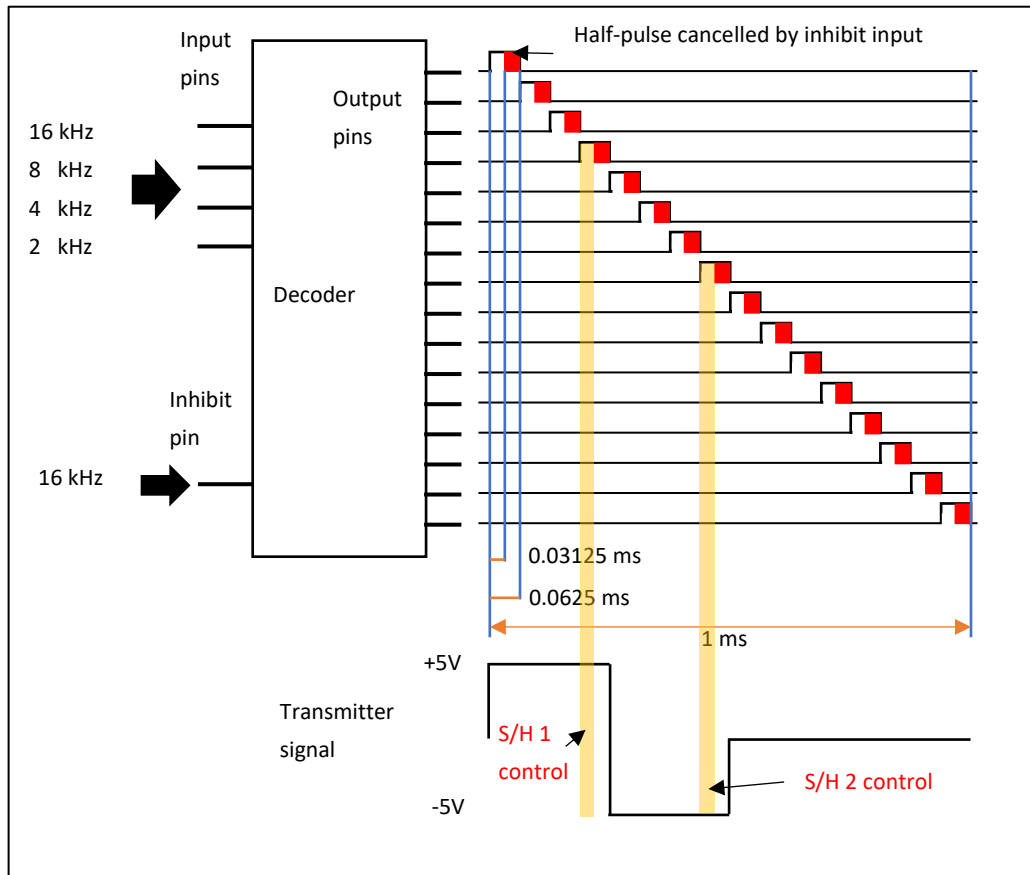 Input
pins
Half-pulse cancelled by inhibit input
Output
pins
16 kHz
8 kHz
4 kHz
2 kHz
Decoder
Inhibit
pin
16 kHz
0.03125 ms
0.0625 ms
1 ms
+5V
Transmitter
signal
S/H 1
control
S/H 2 control
-5V